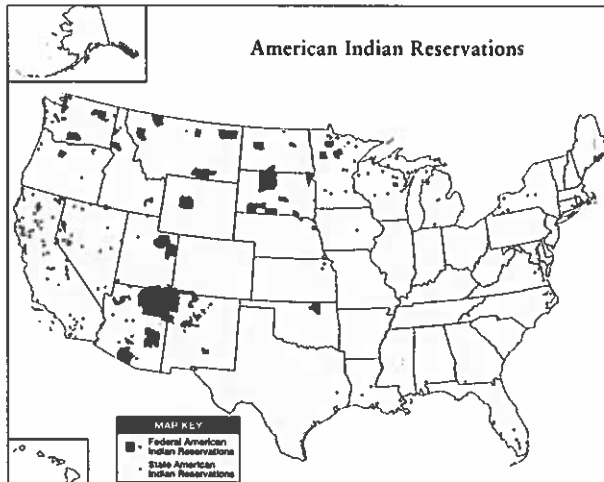 American Indian Reservations
MAP KEY
Federal American
Indian Reservations
State American
Indian Reservations